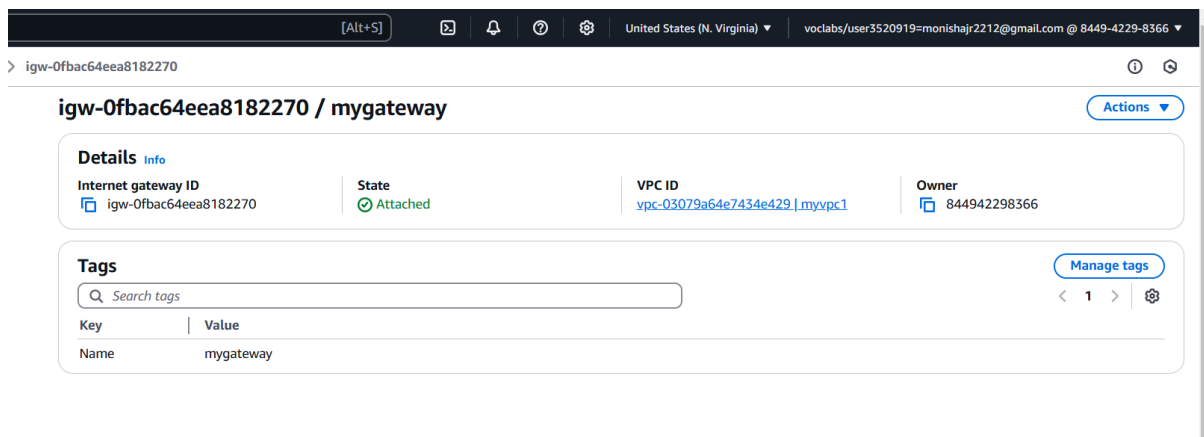 [Alt+S] United States (N. Virginia) ▼ voclabs/user3520919=monishajr2212@gmail.com @ 8449-4229-8366 ▼
> igw-0fbac64eea8182270
igw-0fbac64eea8182270 / mygateway Actions ▼
Details Info
Internet gateway ID State VPC ID Owner
igw-0fbac64eea8182270 Attached vpc-03079a64e7434e429 | myvpc1 844942298366
Tags Manage tags
Search tags < 1 >
Key Value
Name mygateway